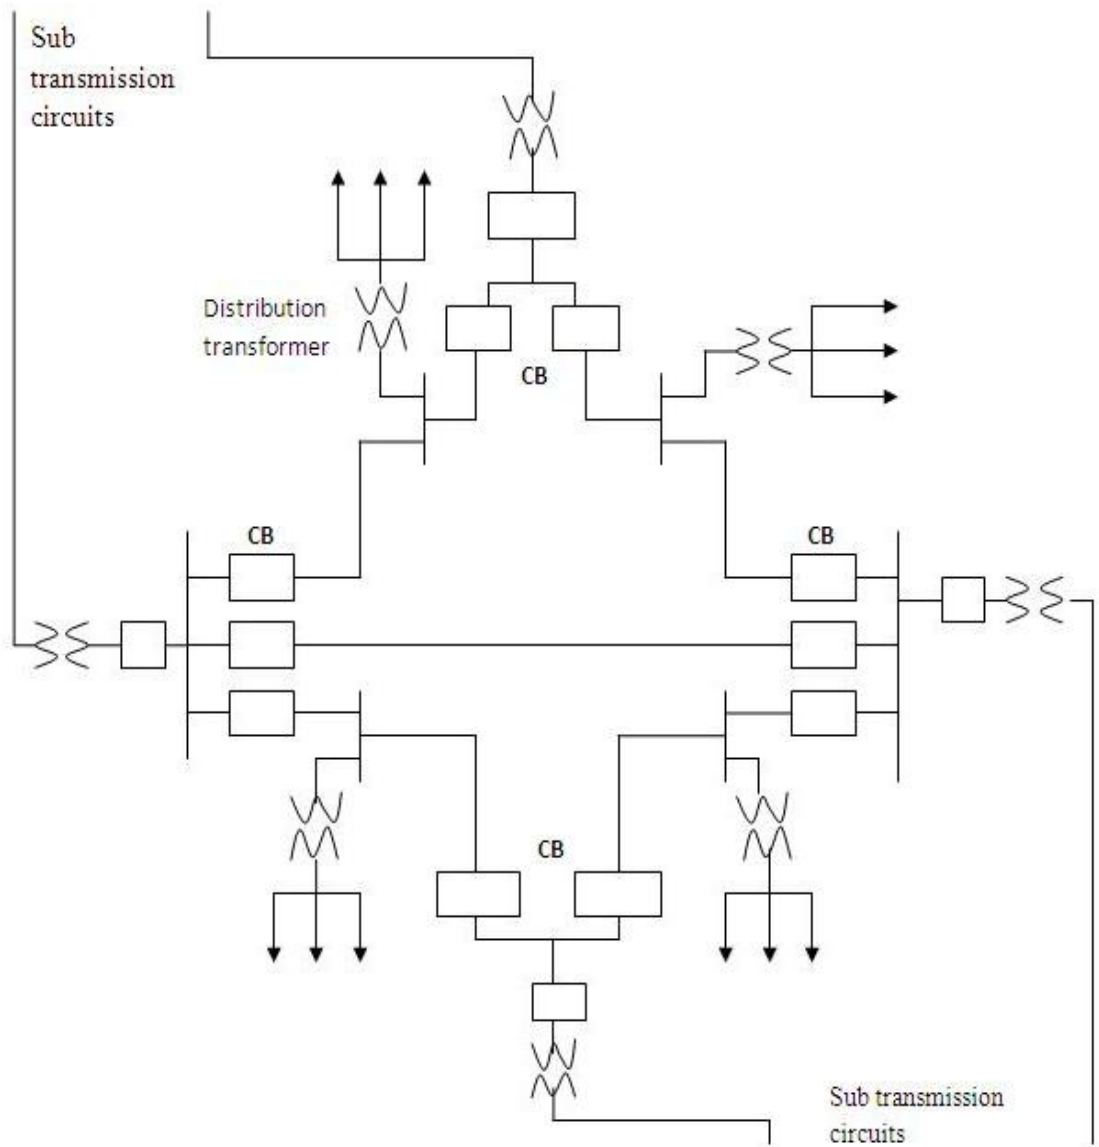 Sub
transmission
circuits
Distribution
transformer
CB
CB
CB
CB
Sub transmission
circuits